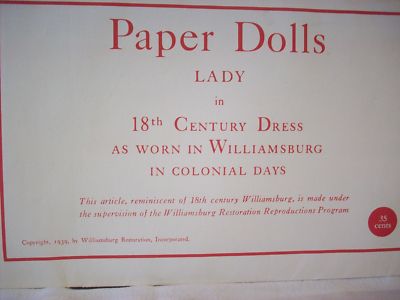 Paper Dolls
LADY
in
18th CENTURY DRESS
AS WORN IN WILLIAMSBURG
IN COLONIAL DAYS
This article, reminiscent of 18th century Williamsburg, is made under
the supervision of the Williamsburg Restoration Reproductions Program
35
cents
Copyright, 1939, by Williamsburg Restoration, Incorporated.